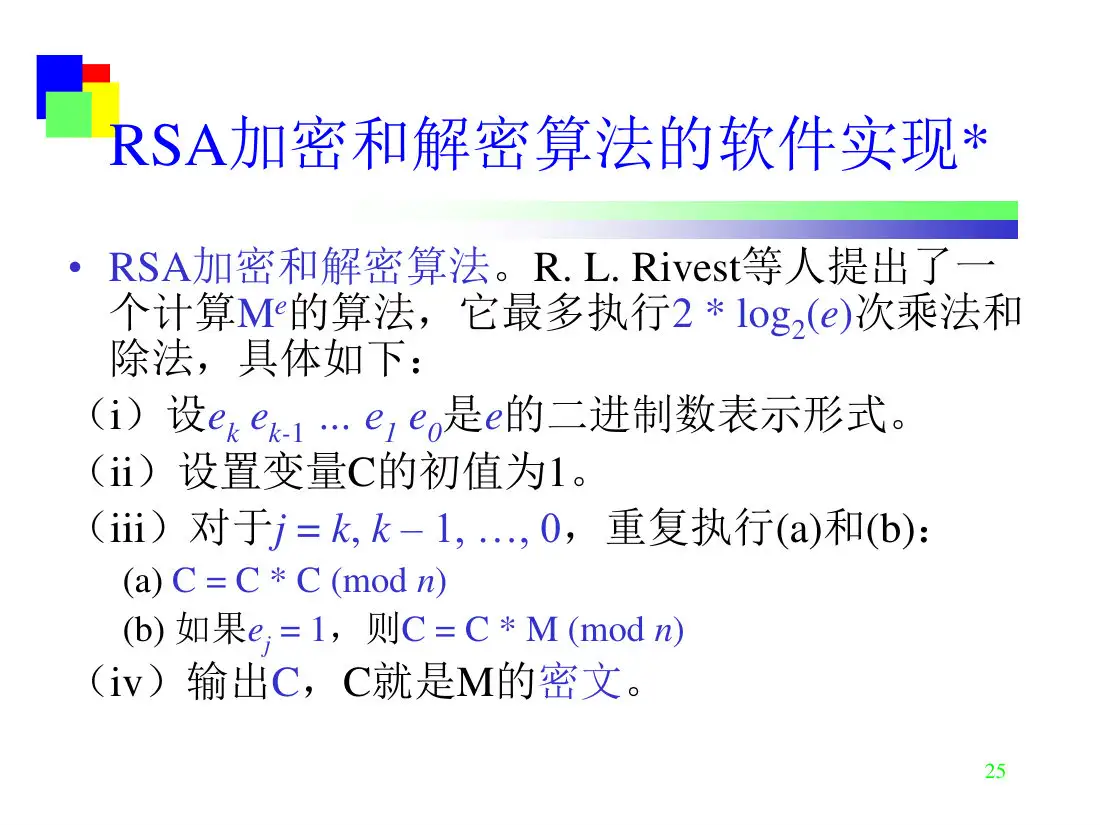 RSA加密和解密算法的软件实现*
• RSA加密和解密算法。R. L. Rivest等人提出了一
个计算Mᵉ的算法，它最多执行2 * log₂(e)次乘法和
除法，具体如下：
（i）设eₖ eₖ₋₁ … e₁ e₀是e的二进制数表示形式。
（ii）设置变量C的初值为1。
（iii）对于j = k, k – 1, …, 0，重复执行(a)和(b)：
(a) C = C * C (mod n)
(b) 如果eⱼ = 1，则C = C * M (mod n)
（iv）输出C，C就是M的密文。
25